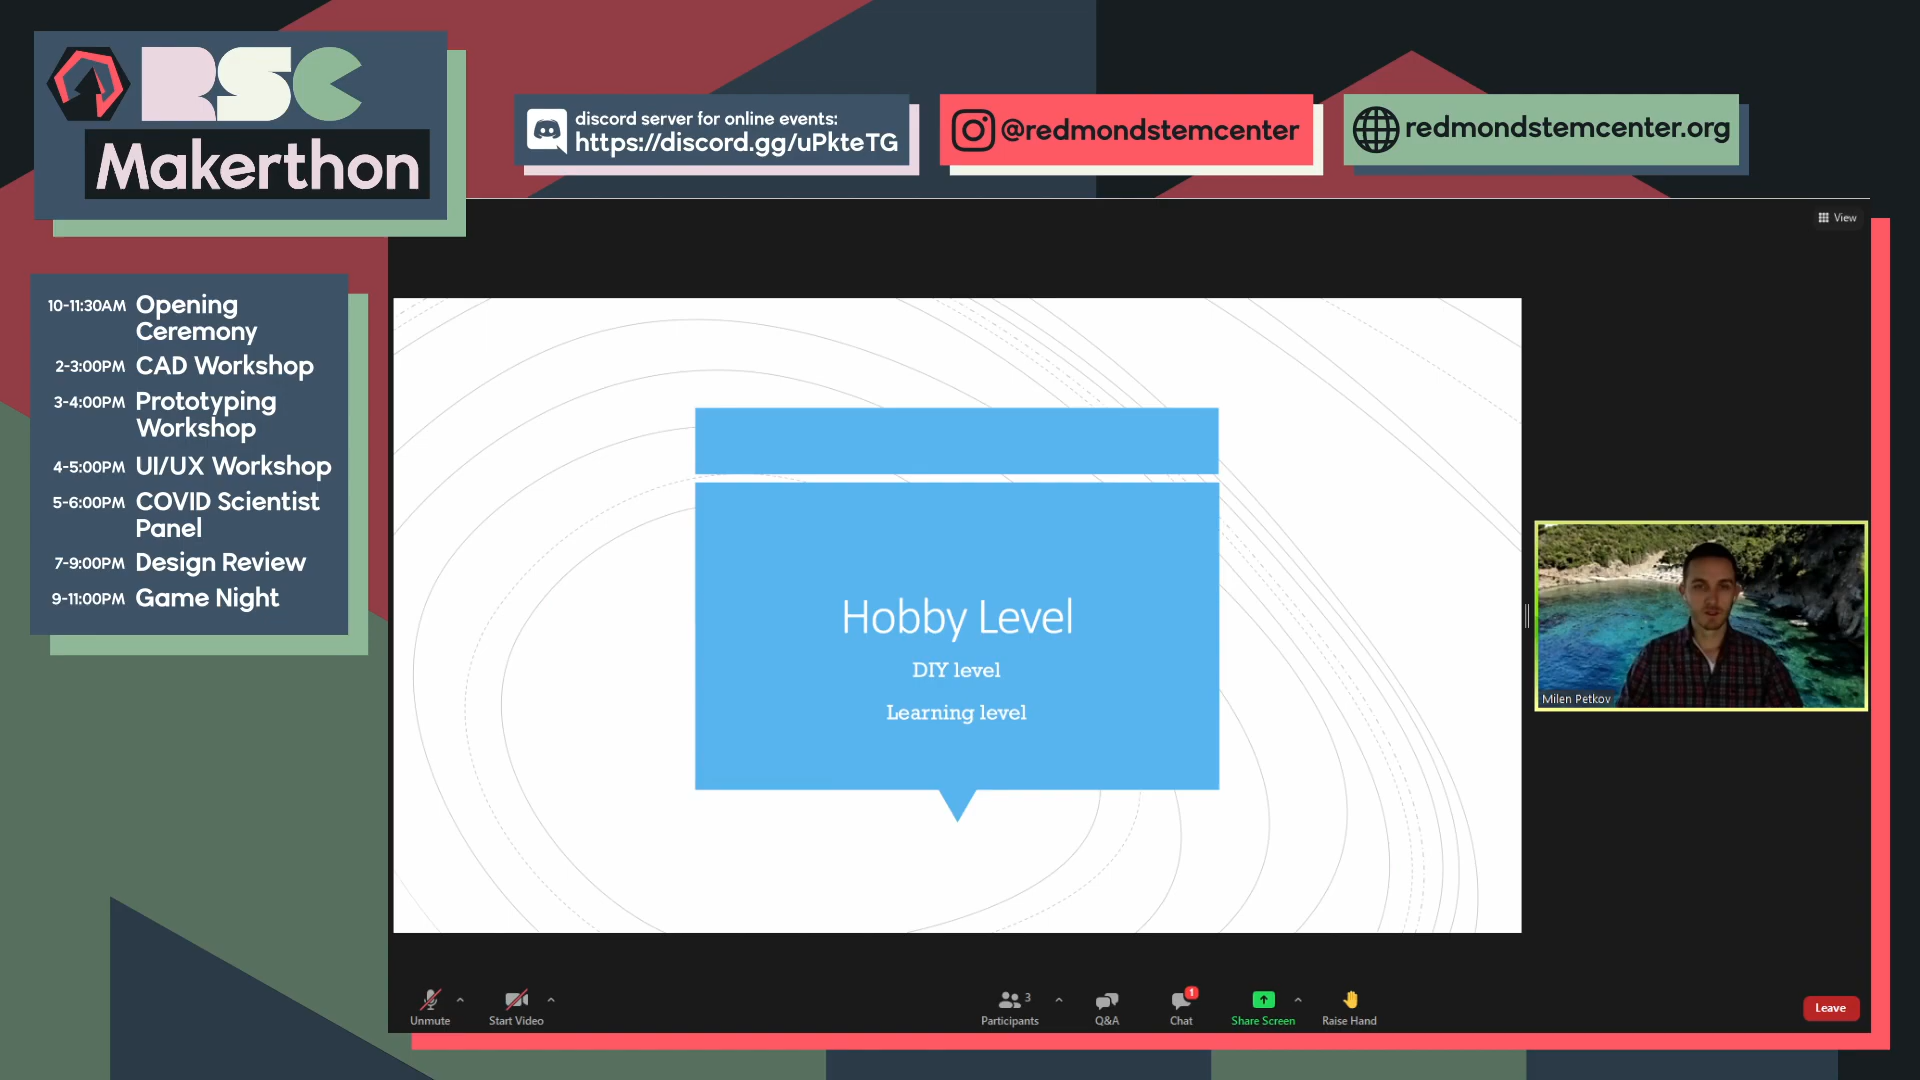 RSC
Makerthon
discord server for online events:
https://discord.gg/uPkteTG
@redmondstemcenter
redmondstemcenter.org
View
10-11:30AM Opening
Ceremony
2-3:00PM CAD Workshop
3-4:00PM Prototyping
Workshop
4-5:00PM UI/UX Workshop
5-6:00PM COVID Scientist
Panel
7-9:00PM Design Review
9-11:00PM Game Night
Hobby Level
DIY level
Learning level
Milen Petkov
Unmute
Start Video
3
Participants
Q&A
1
Chat
Share Screen
Raise Hand
Leave